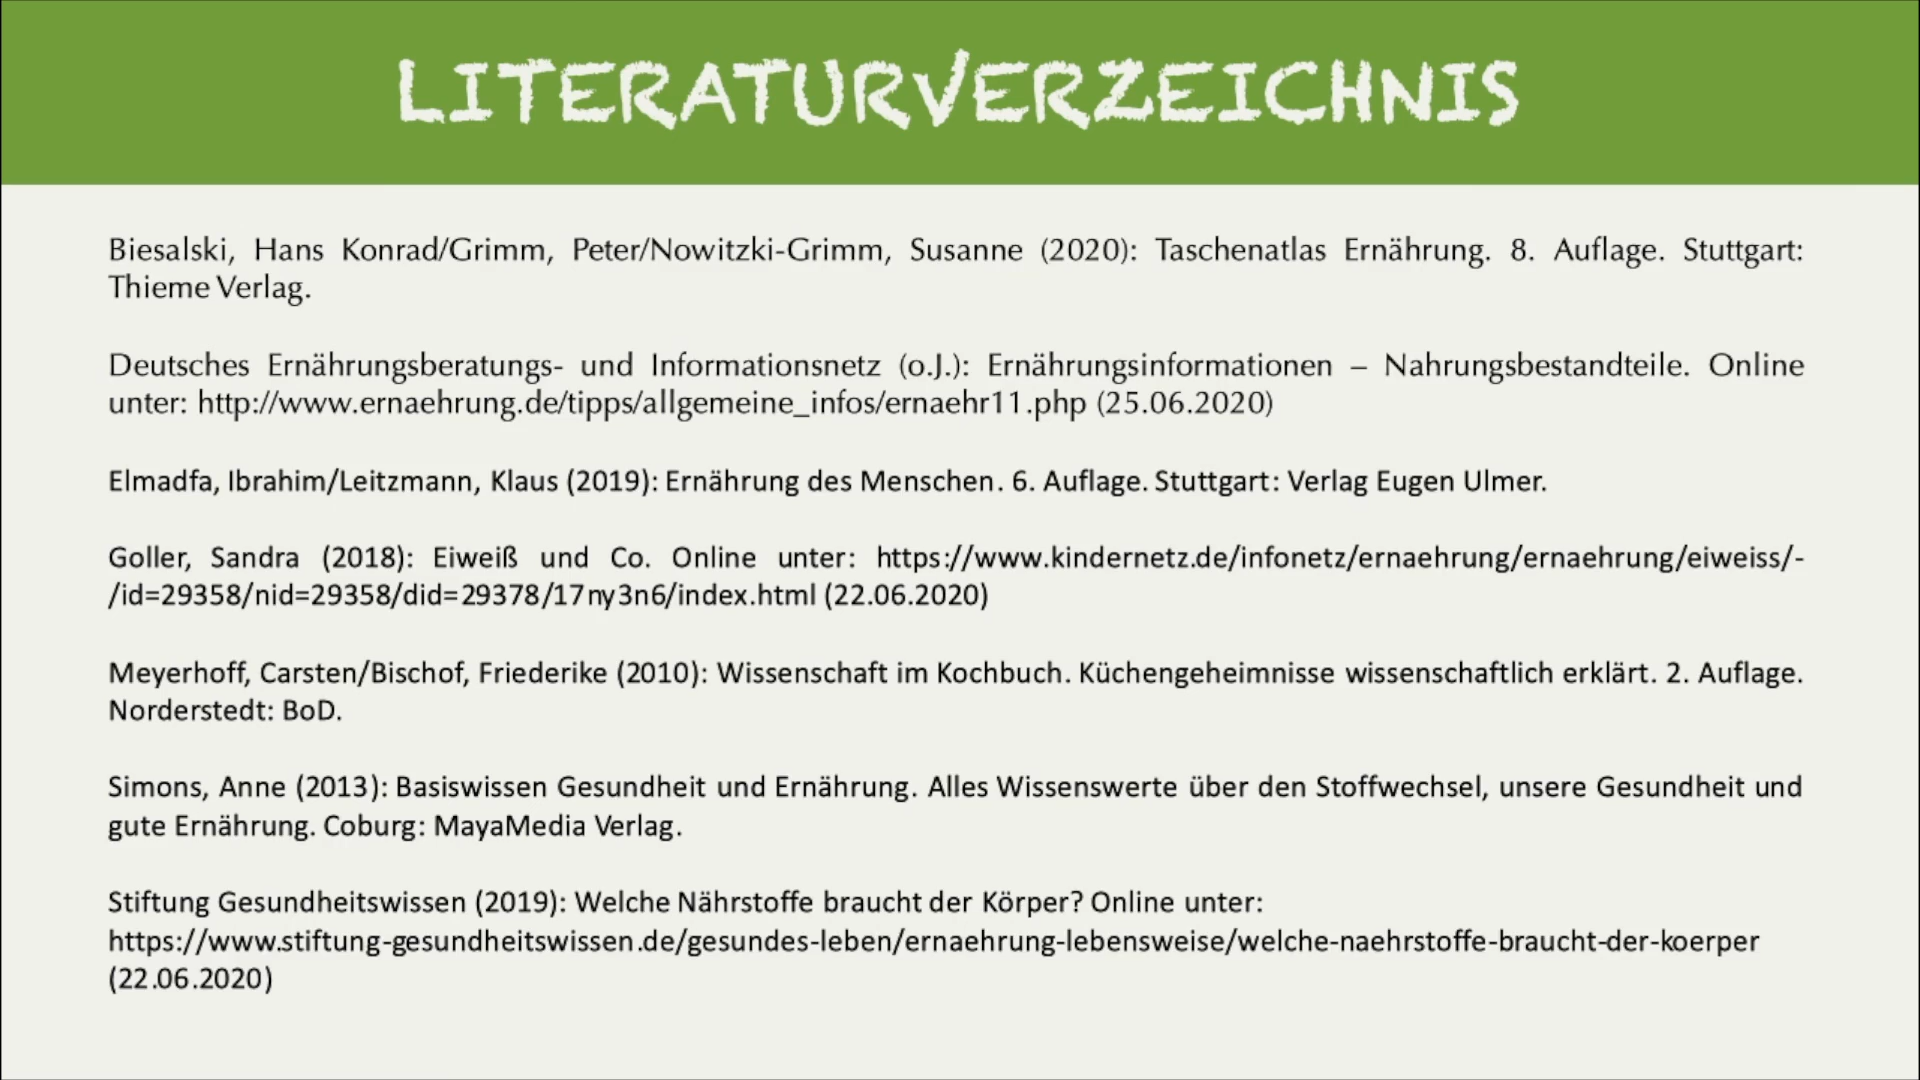 LITERATURVERZEICHNIS
Biesalski, Hans Konrad/Grimm, Peter/Nowitzki-Grimm, Susanne (2020): Taschenatlas Ernährung. 8. Auflage. Stuttgart:
Thieme Verlag.
Deutsches Ernährungsberatungs- und Informationsnetz (o.J.): Ernährungsinformationen – Nahrungsbestandteile. Online
unter: http://www.ernaehrung.de/tipps/allgemeine_infos/ernaehr11.php (25.06.2020)
Elmadfa, Ibrahim/Leitzmann, Klaus (2019): Ernährung des Menschen. 6. Auflage. Stuttgart: Verlag Eugen Ulmer.
Goller, Sandra (2018): Eiweiß und Co. Online unter: https://www.kindernetz.de/infonetz/ernaehrung/ernaehrung/eiweiss/-
/id=29358/nid=29358/did=29378/17ny3n6/index.html (22.06.2020)
Meyerhoff, Carsten/Bischof, Friederike (2010): Wissenschaft im Kochbuch. Küchengeheimnisse wissenschaftlich erklärt. 2. Auflage.
Norderstedt: BoD.
Simons, Anne (2013): Basiswissen Gesundheit und Ernährung. Alles Wissenswerte über den Stoffwechsel, unsere Gesundheit und
gute Ernährung. Coburg: MayaMedia Verlag.
Stiftung Gesundheitswissen (2019): Welche Nährstoffe braucht der Körper? Online unter:
https://www.stiftung-gesundheitswissen.de/gesundes-leben/ernaehrung-lebensweise/welche-naehrstoffe-braucht-der-koerper
(22.06.2020)